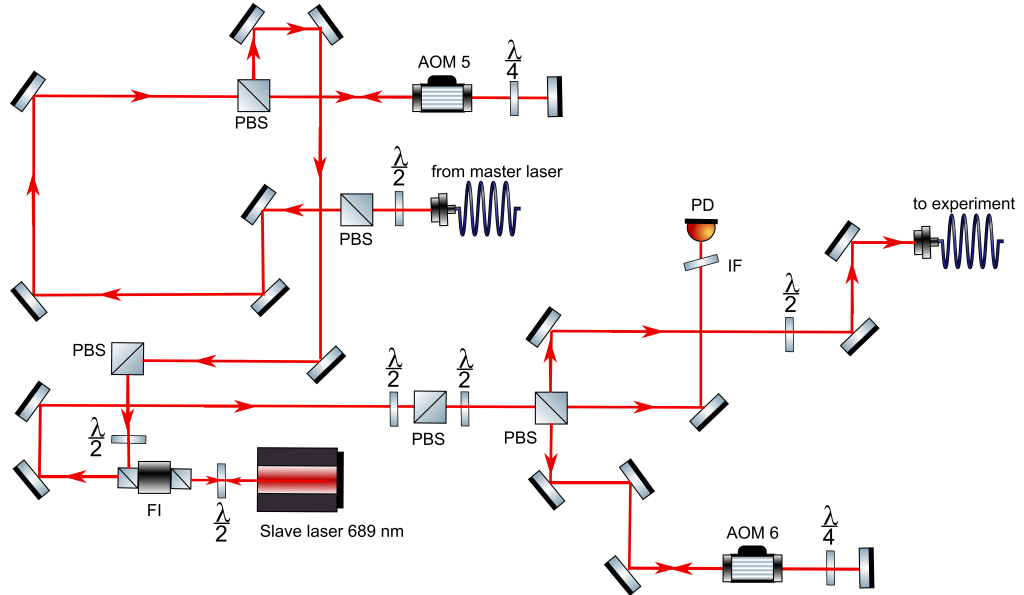 AOM 5
λ
4
PBS
λ
2
from master laser
PBS
PD
to experiment
IF
λ
2
PBS
λ
2
λ
2
PBS
PBS
λ
2
FI
λ
2
Slave laser 689 nm
AOM 6
λ
4